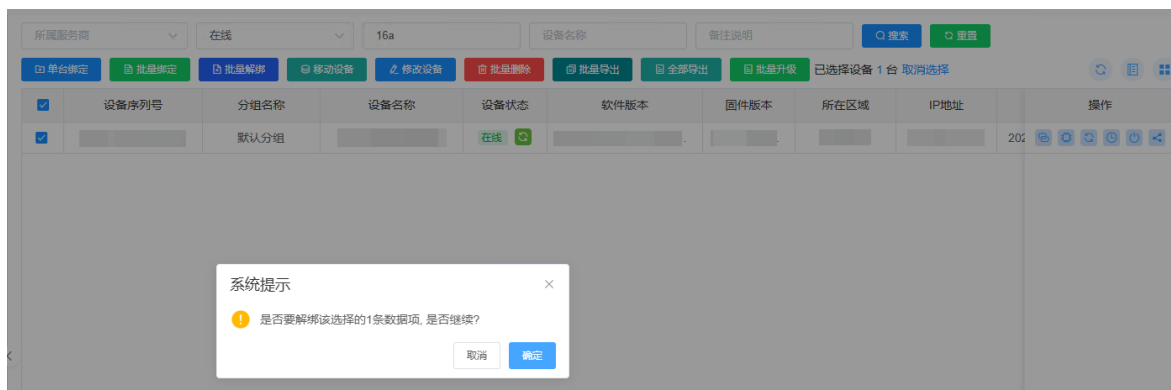 所属服务商 在线 16a 设备名称 备注说明 搜索 重置
单台绑定 批量绑定 批量解绑 移动设备 修改设备 批量删除 批量导出 全部导出 批量升级 已选择设备 1 台 取消选择
设备序列号 分组名称 设备名称 设备状态 软件版本 固件版本 所在区域 IP地址 操作
默认分组 在线 202
系统提示
是否要解绑该选择的1条数据项, 是否继续?
取消 确定